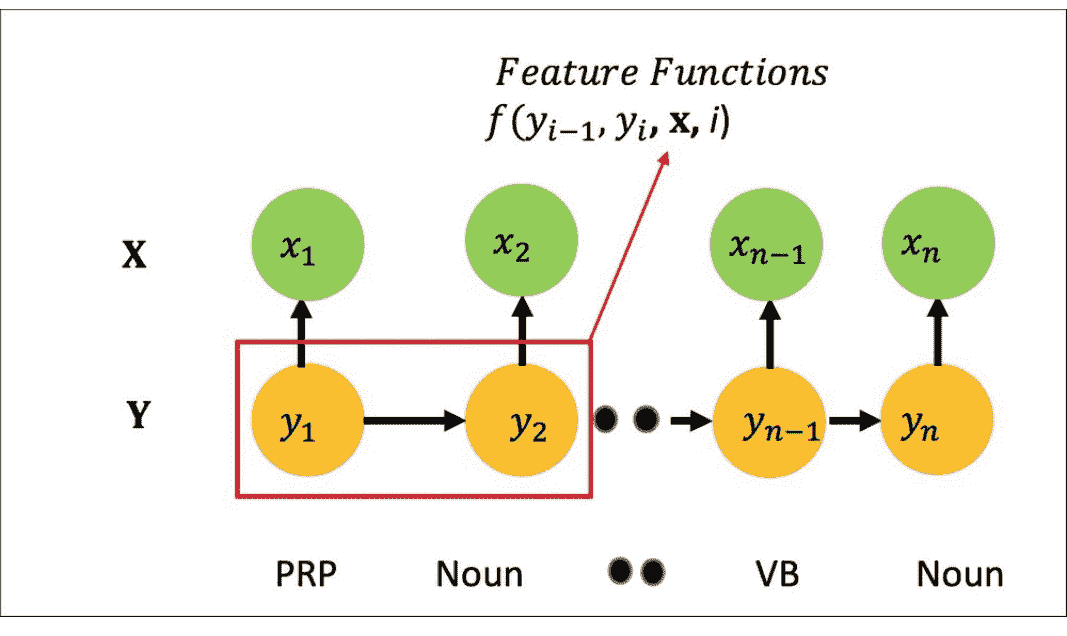 Feature Functions
f(yᵢ₋₁, yᵢ, x, i)
X x₁ x₂ xₙ₋₁ xₙ
Y y₁ y₂ yₙ₋₁ yₙ
PRP Noun VB Noun